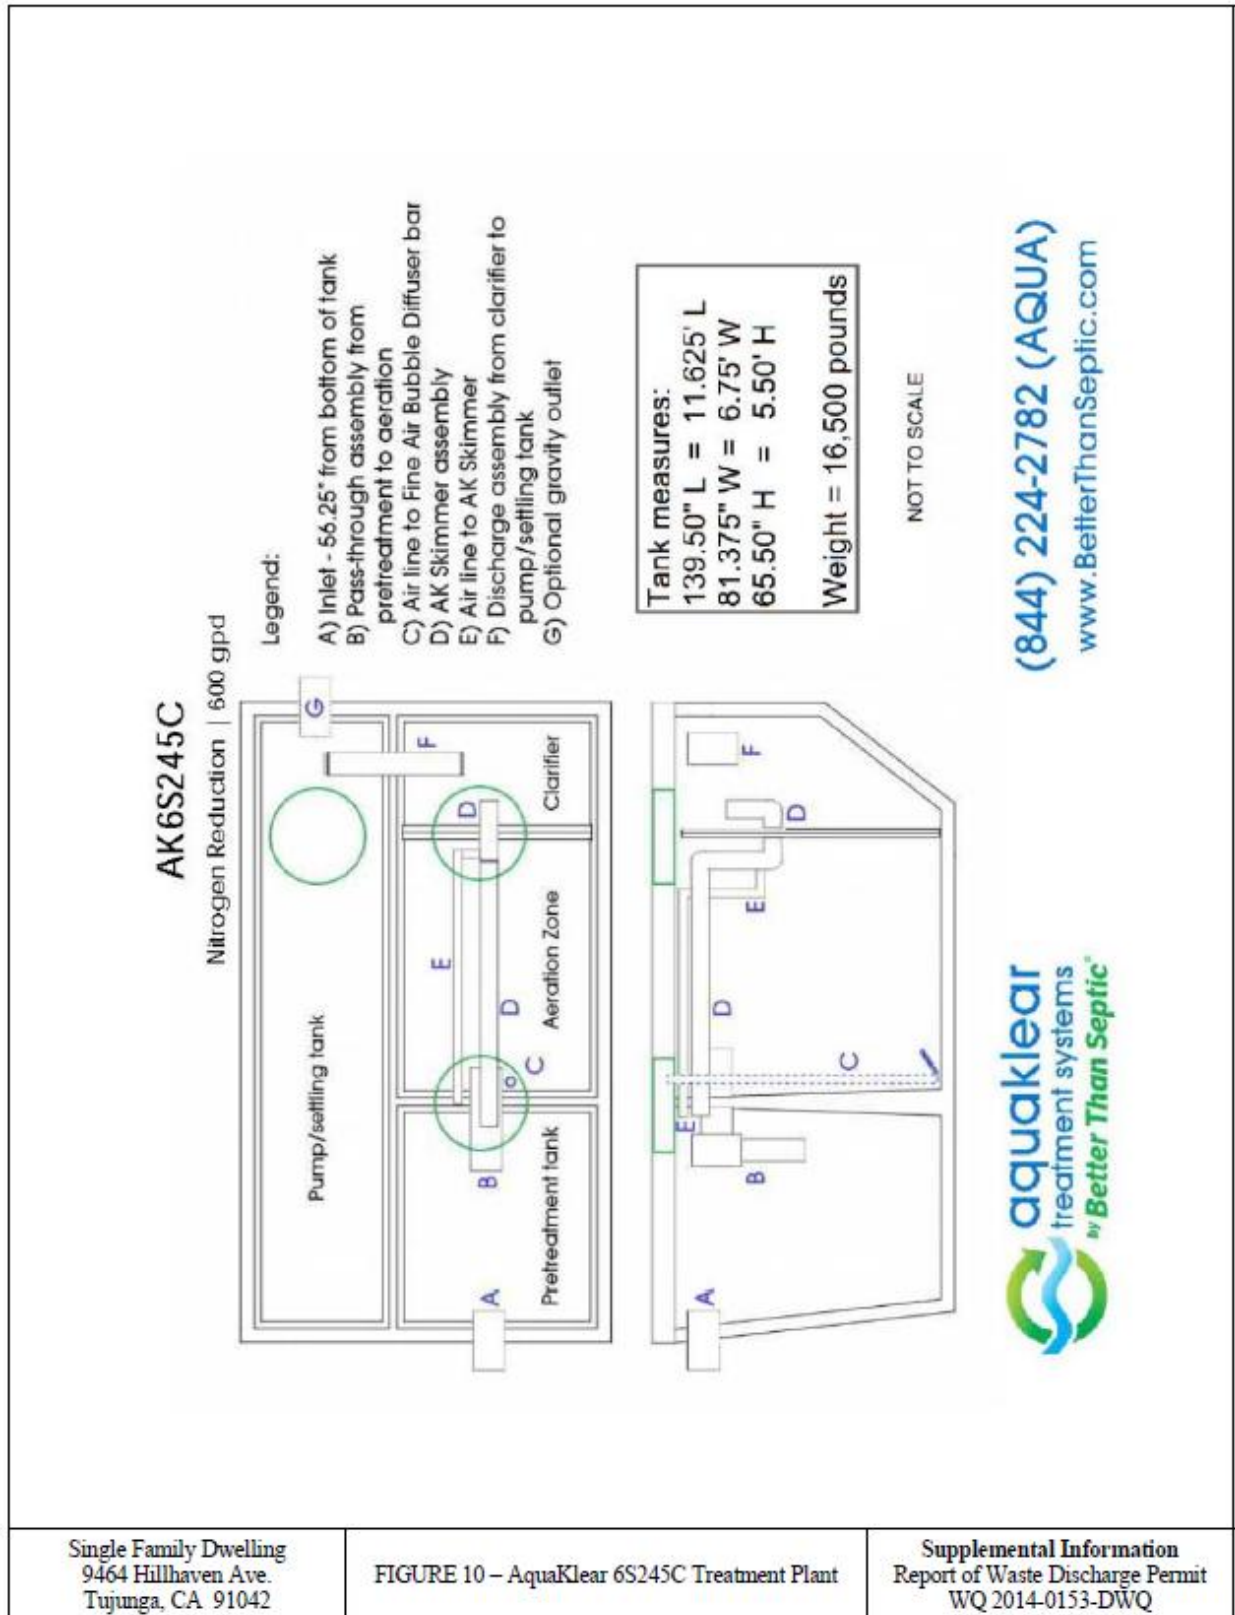 AK6S245C
Nitrogen Reduction | 600 gpd
Legend:
A) Inlet - 56.25" from bottom of tank
B) Pass-through assembly from
pretreatment to aeration
C) Air line to Fine Air Bubble Diffuser bar
D) AK Skimmer assembly
E) Air line to AK Skimmer
F) Discharge assembly from clarifier to
pump/settling tank
G) Optional gravity outlet
Pump/settling tank
G
F
A
Pretreatment tank
B
C
D
E
Aeration Zone
D
Clarifier
Tank measures:
139.50" L = 11.625' L
81.375" W = 6.75' W
65.50" H = 5.50' H
Weight = 16,500 pounds
NOT TO SCALE
A
B
E
D
C
E
D
F
aquaklear
treatment systems
by Better Than Septic®
(844) 224-2782 (AQUA)
www.BetterThanSeptic.com
Single Family Dwelling
9464 Hillhaven Ave.
Tujunga, CA 91042
FIGURE 10 – AquaKlear 6S245C Treatment Plant
Supplemental Information
Report of Waste Discharge Permit
WQ 2014-0153-DWQ